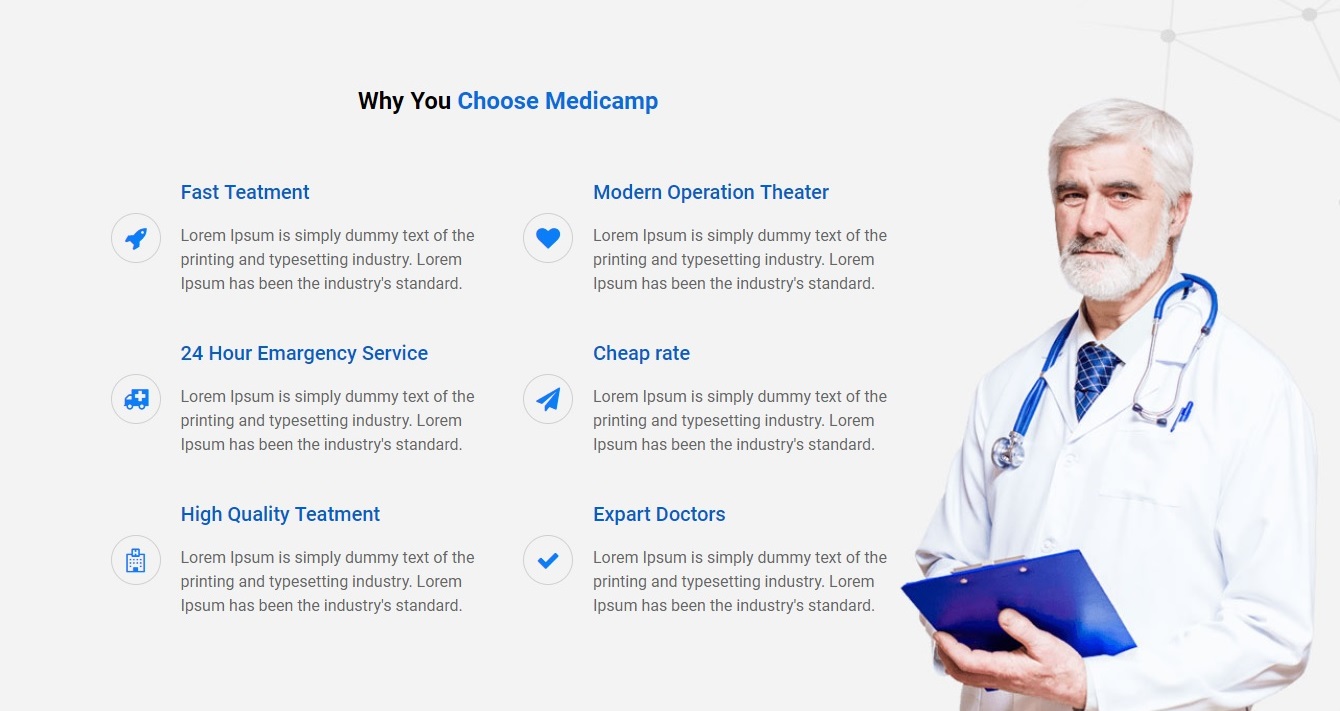 Why You Choose Medicamp
Fast Teatment
Lorem Ipsum is simply dummy text of the
printing and typesetting industry. Lorem
Ipsum has been the industry's standard.
Modern Operation Theater
Lorem Ipsum is simply dummy text of the
printing and typesetting industry. Lorem
Ipsum has been the industry's standard.
24 Hour Emargency Service
Lorem Ipsum is simply dummy text of the
printing and typesetting industry. Lorem
Ipsum has been the industry's standard.
Cheap rate
Lorem Ipsum is simply dummy text of the
printing and typesetting industry. Lorem
Ipsum has been the industry's standard.
High Quality Teatment
Lorem Ipsum is simply dummy text of the
printing and typesetting industry. Lorem
Ipsum has been the industry's standard.
Expart Doctors
Lorem Ipsum is simply dummy text of the
printing and typesetting industry. Lorem
Ipsum has been the industry's standard.